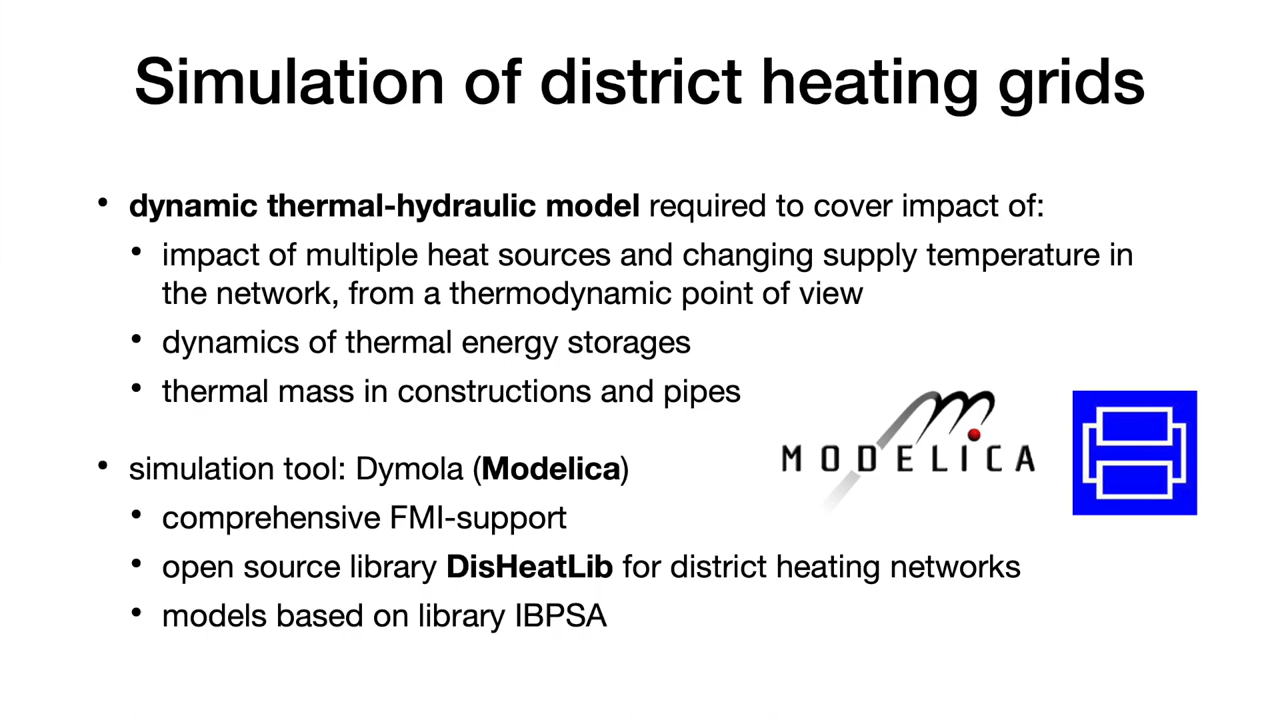 Simulation of district heating grids
• dynamic thermal-hydraulic model required to cover impact of:
• impact of multiple heat sources and changing supply temperature in
the network, from a thermodynamic point of view
• dynamics of thermal energy storages
• thermal mass in constructions and pipes
MODELICA
• simulation tool: Dymola (Modelica)
• comprehensive FMI-support
• open source library DisHeatLib for district heating networks
• models based on library IBPSA